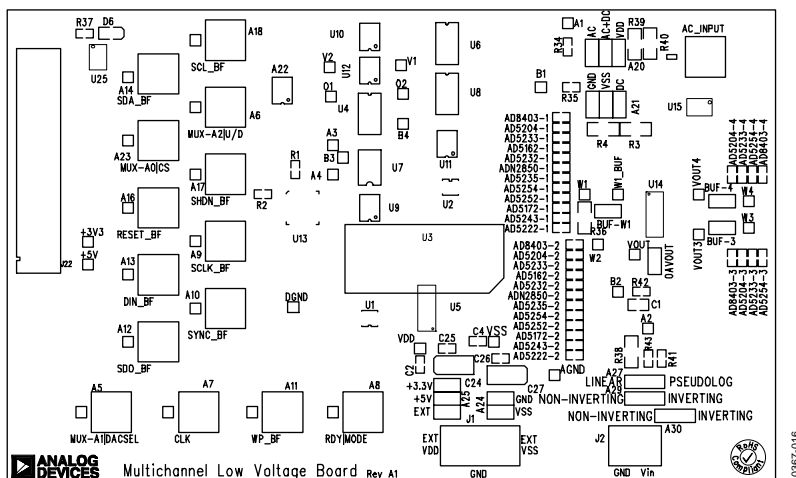 R37
D6
U25
A18
SCL_BF
A14
SDA_BF
A22
A6
MUX-A2|U/D
A23
MUX-A0|CS
A17
SHDN_BF
A16
RESET_BF
R1
R2
U13
+3V3
+5V
J22
A9
SCLK_BF
A13
DIN_BF
A10
SYNC_BF
DGND
A12
SDO_BF
A5
MUX-A1|DACSEL
A7
CLK
A11
WP_BF
A8
RDY|MODE
U10
V2
U12
V1
O1
O2
U4
A3
B3
B4
A4
U7
U9
U6
U8
U11
U2
U3
U1
U5
A1
R34
AC
AC+DC
VDD
R39
R40
AC_INPUT
A20
B1
R35
GND
VSS
DC
A21
R4
R3
U15
AD8403-1
AD5204-1
AD5233-1
AD5162-1
AD5232-1
ADN2850-1
AD5235-1
AD5254-1
AD5252-1
AD5172-1
AD5243-1
AD5222-1
W1
W1_BUF
U14
R36
BUF-W1
W2
VOUT
OAVOUT
VOUT4
AD5204-4
AD5233-4
AD5254-4
AD8403-4
BUF-4
W4
BUF-3
W3
VOUT3
AD8403-3
AD5204-3
AD5233-3
AD5254-3
AD8403-2
AD5204-2
AD5233-2
AD5162-2
AD5232-2
ADN2850-2
AD5235-2
AD5254-2
AD5252-2
AD5172-2
AD5243-2
AD5222-2
B2
R42
C1
A2
R38
R43
R41
AGND
VDD
C25
C4
VSS
C2
C26
C24
C27
+3.3V
+5V
EXT
A25
A24
GND
VSS
J1
EXT
VDD
EXT
VSS
GND
A27
LINEAR
PSEUDOLOG
A29
NON-INVERTING
INVERTING
NON-INVERTING
INVERTING
A30
J2
GND Vin
ANALOG
DEVICES
Multichannel Low Voltage Board Rev A1
RoHS
Compliant